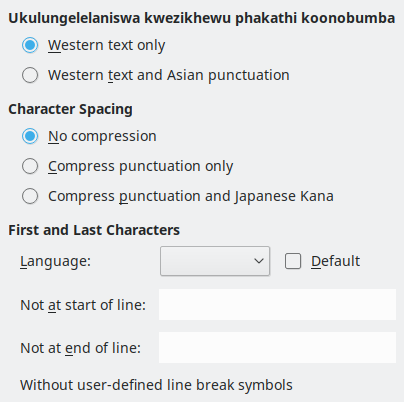 Ukulungelelaniswa kwezikhewu phakathi koonobumba
Western text only
Western text and Asian punctuation
Character Spacing
No compression
Compress punctuation only
Compress punctuation and Japanese Kana
First and Last Characters
Language:
Default
Not at start of line:
Not at end of line:
Without user-defined line break symbols